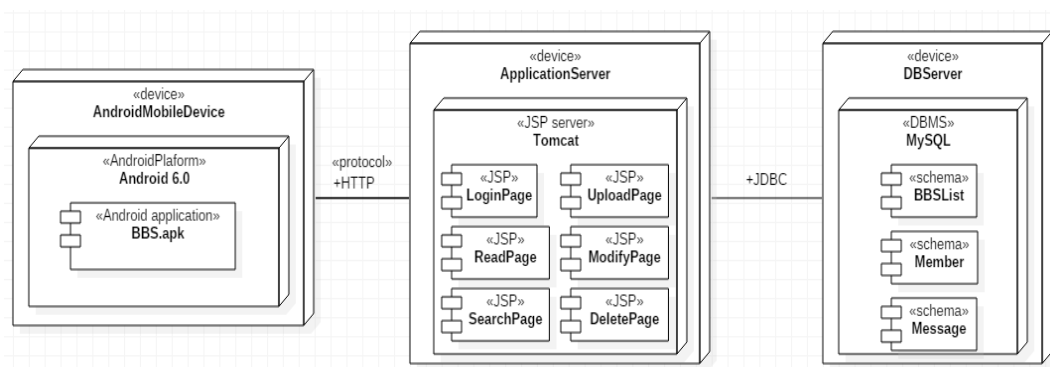 «device»
AndroidMobileDevice
«AndroidPlaform»
Android 6.0
«Android application»
BBS.apk
«protocol»
+HTTP
«device»
ApplicationServer
«JSP server»
Tomcat
«JSP»
LoginPage
«JSP»
UploadPage
«JSP»
ReadPage
«JSP»
ModifyPage
«JSP»
SearchPage
«JSP»
DeletePage
+JDBC
«device»
DBServer
«DBMS»
MySQL
«schema»
BBSList
«schema»
Member
«schema»
Message